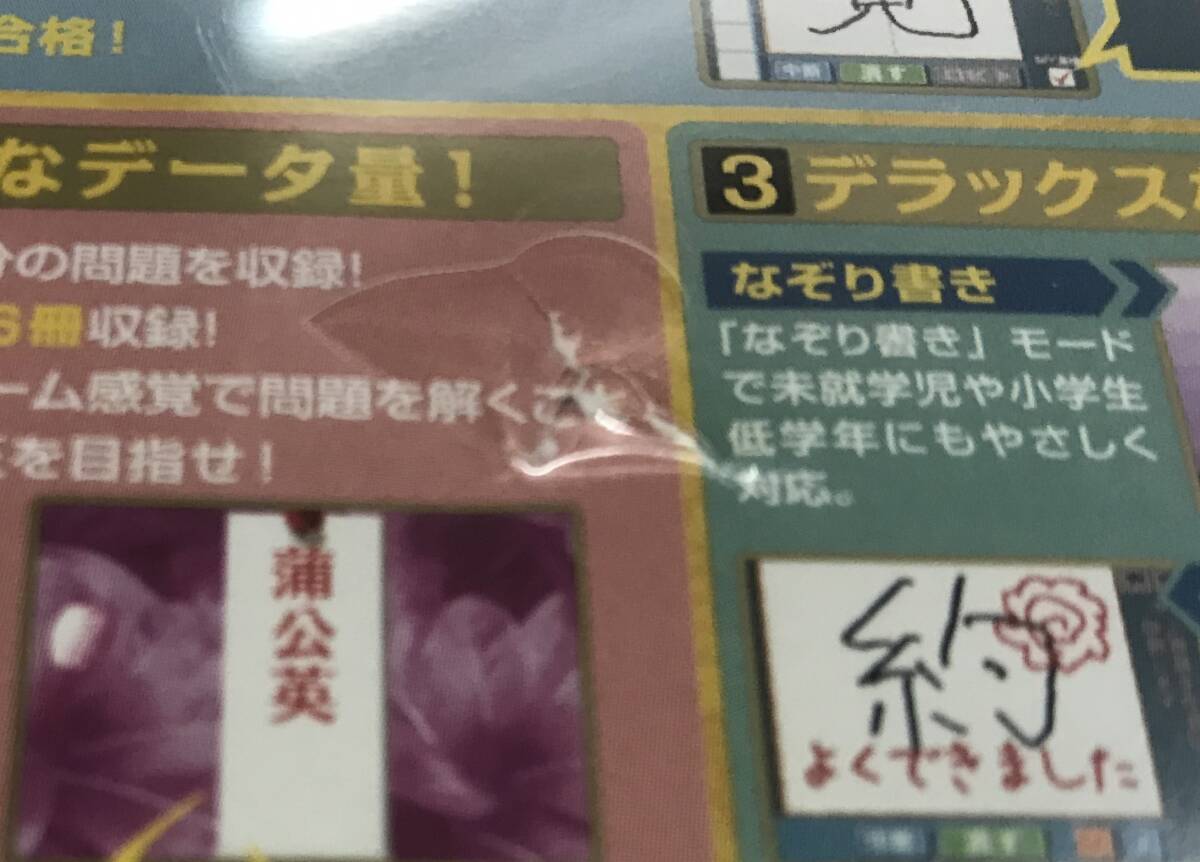 合格!
中断 消す
なデータ量!
分の問題を収録!
6冊収録!
ーム感覚で問題を解くこと
を目指せ!
蒲公英
3 デラックス
なぞり書き
「なぞり書き」モード
で未就学児や小学生
低学年にもやさしく
対応。
約
よくできました
中断 消す